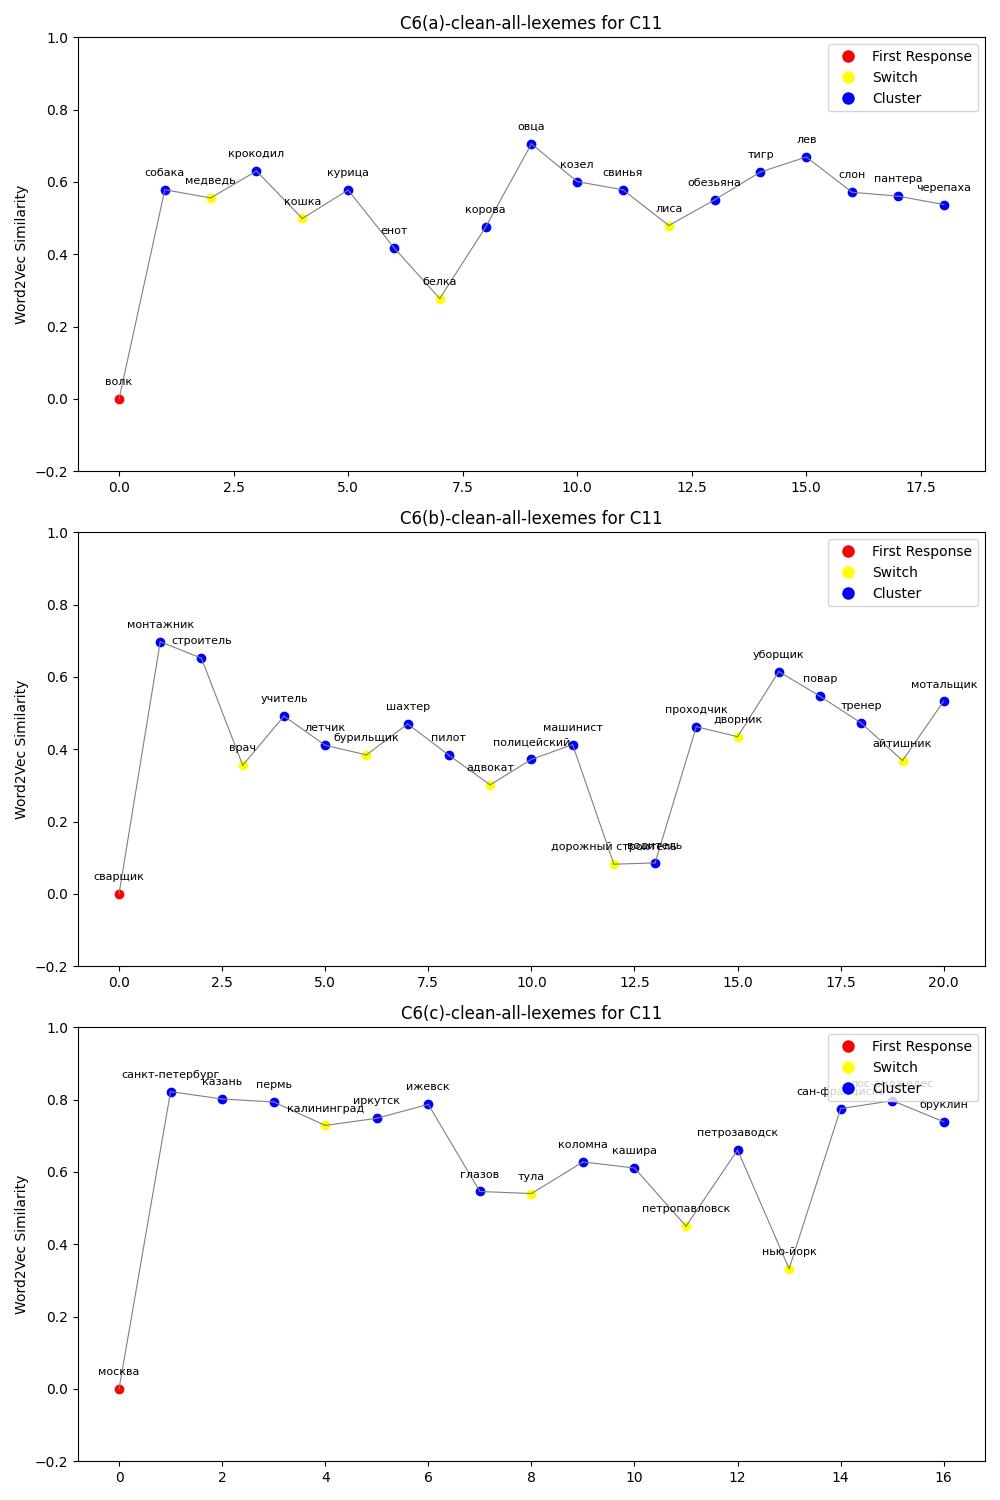 C6(a)-clean-all-lexemes for C11
1.0
0.8
0.6
0.4
0.2
0.0
−0.2
Word2Vec Similarity
First Response
Switch
Cluster
волк
собака
медведь
крокодил
кошка
курица
енот
белка
корова
овца
козел
свинья
лиса
обезьяна
тигр
лев
слон
пантера
черепаха
0.0 2.5 5.0 7.5 10.0 12.5 15.0 17.5
C6(b)-clean-all-lexemes for C11
1.0
0.8
0.6
0.4
0.2
0.0
−0.2
Word2Vec Similarity
First Response
Switch
Cluster
сварщик
монтажник
строитель
врач
учитель
летчик
бурильщик
шахтер
пилот
адвокат
полицейский
машинист
дорожный строитель
водитель
проходчик
дворник
уборщик
повар
тренер
айтишник
мотальщик
0.0 2.5 5.0 7.5 10.0 12.5 15.0 17.5 20.0
C6(c)-clean-all-lexemes for C11
1.0
0.8
0.6
0.4
0.2
0.0
−0.2
Word2Vec Similarity
First Response
Switch
Cluster
москва
санкт-петербург
казань
пермь
калининград
иркутск
ижевск
глазов
тула
коломна
кашира
петропавловск
петрозаводск
нью-йорк
сан-франциско
лос-анджелес
бруклин
0 2 4 6 8 10 12 14 16